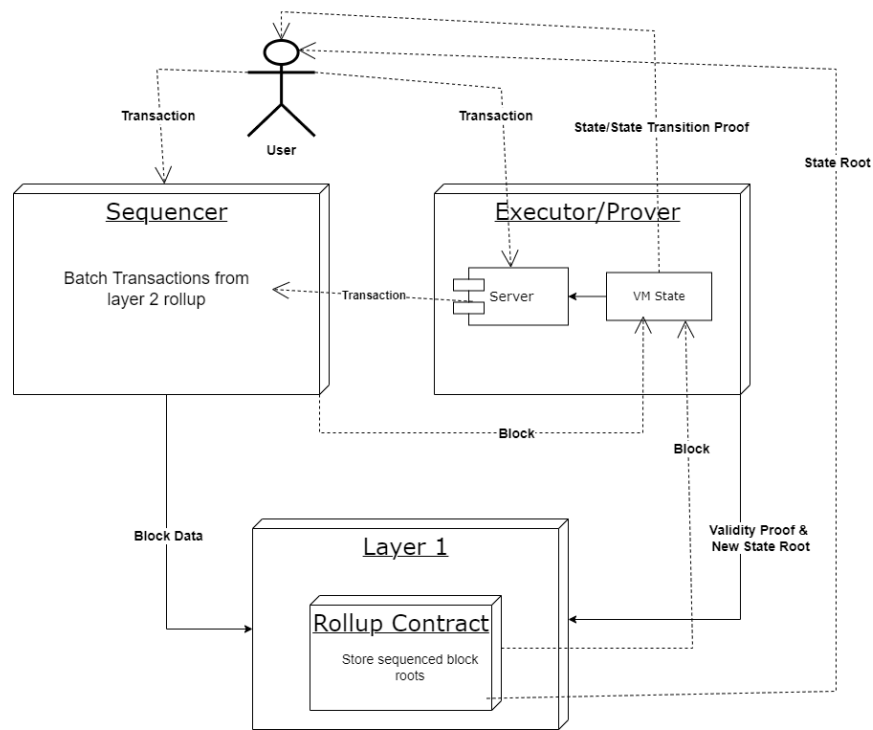 Transaction
Transaction
User
State/State Transition Proof
State Root
Sequencer
Batch Transactions from
layer 2 rollup
Executor/Prover
Server
VM State
Transaction
Block
Block
Block Data
Validity Proof &
New State Root
Layer 1
Rollup Contract
Store sequenced block
roots